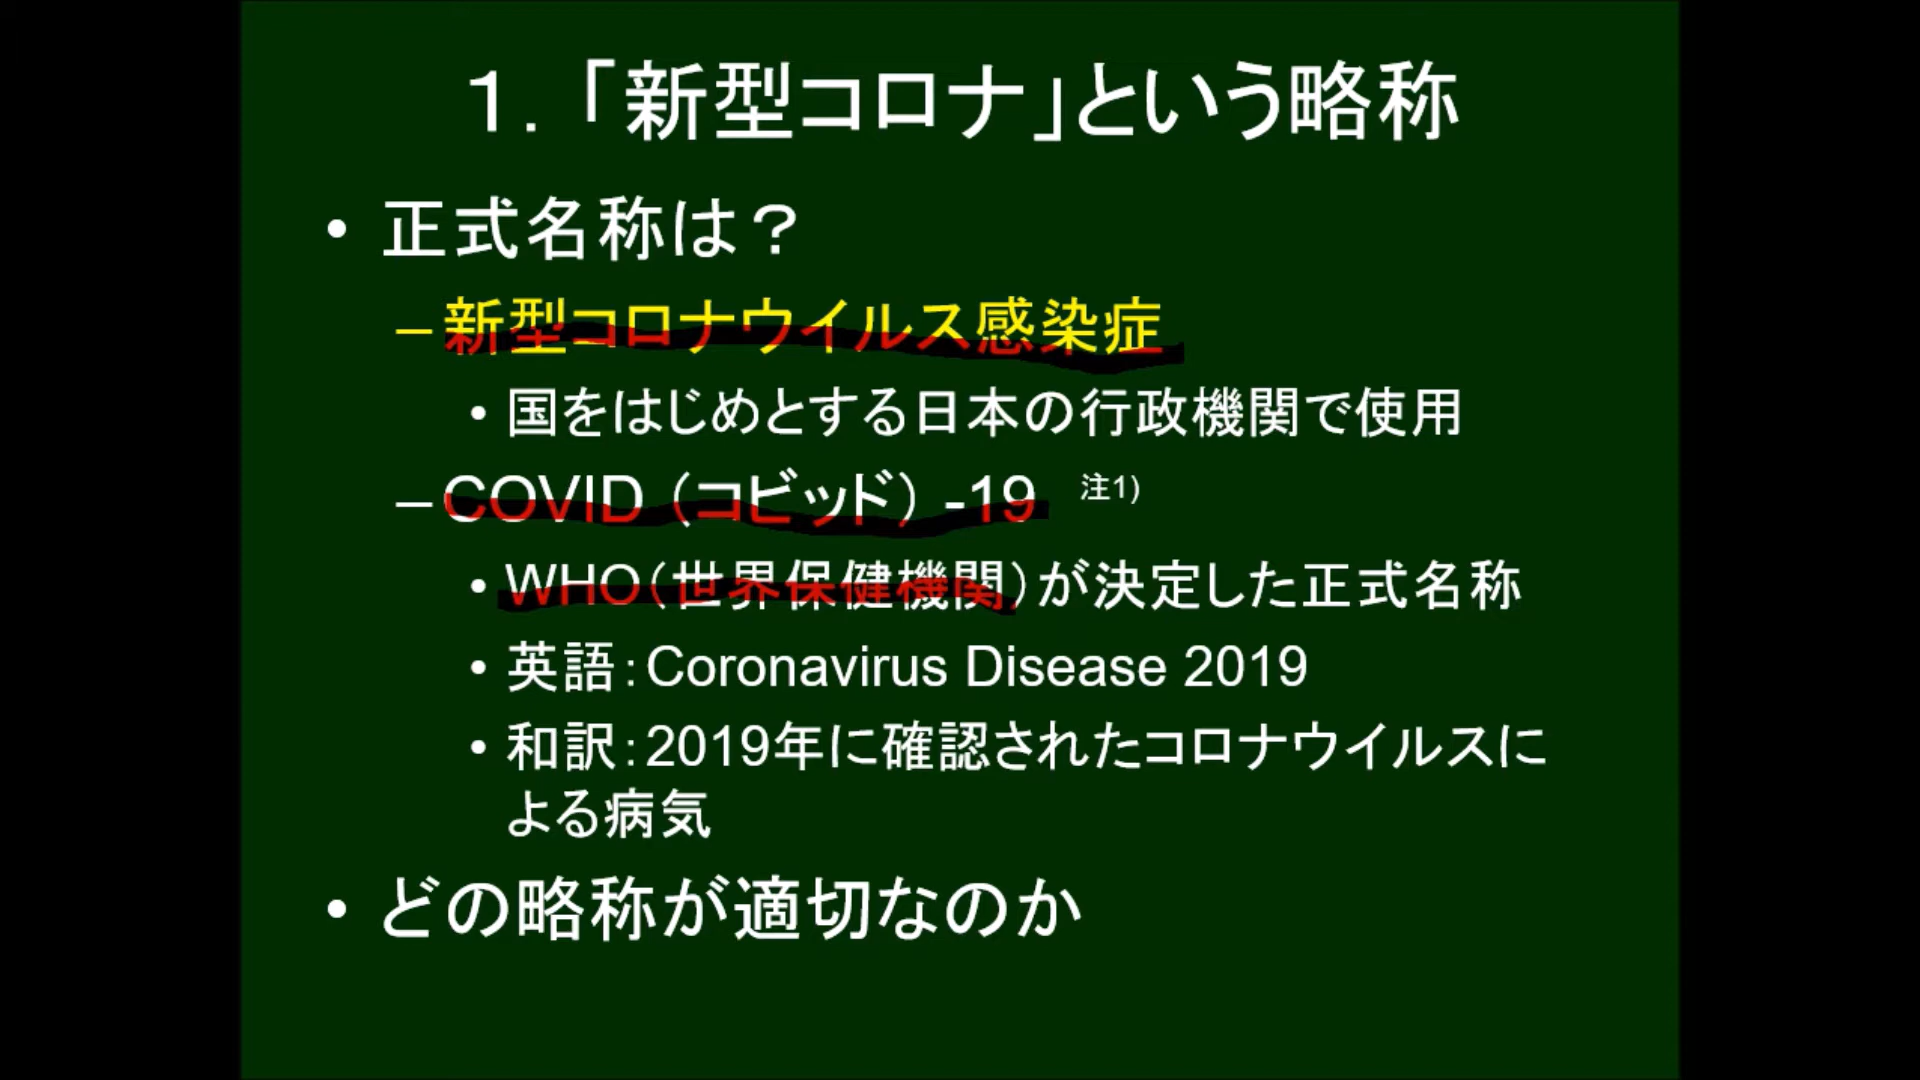 １．「新型コロナ」という略称
• 正式名称は？
–新型コロナウイルス感染症
• 国をはじめとする日本の行政機関で使用
–COVID（コビッド）-19 注1)
• WHO（世界保健機関）が決定した正式名称
• 英語：Coronavirus Disease 2019
• 和訳：2019年に確認されたコロナウイルスに
よる病気
• どの略称が適切なのか